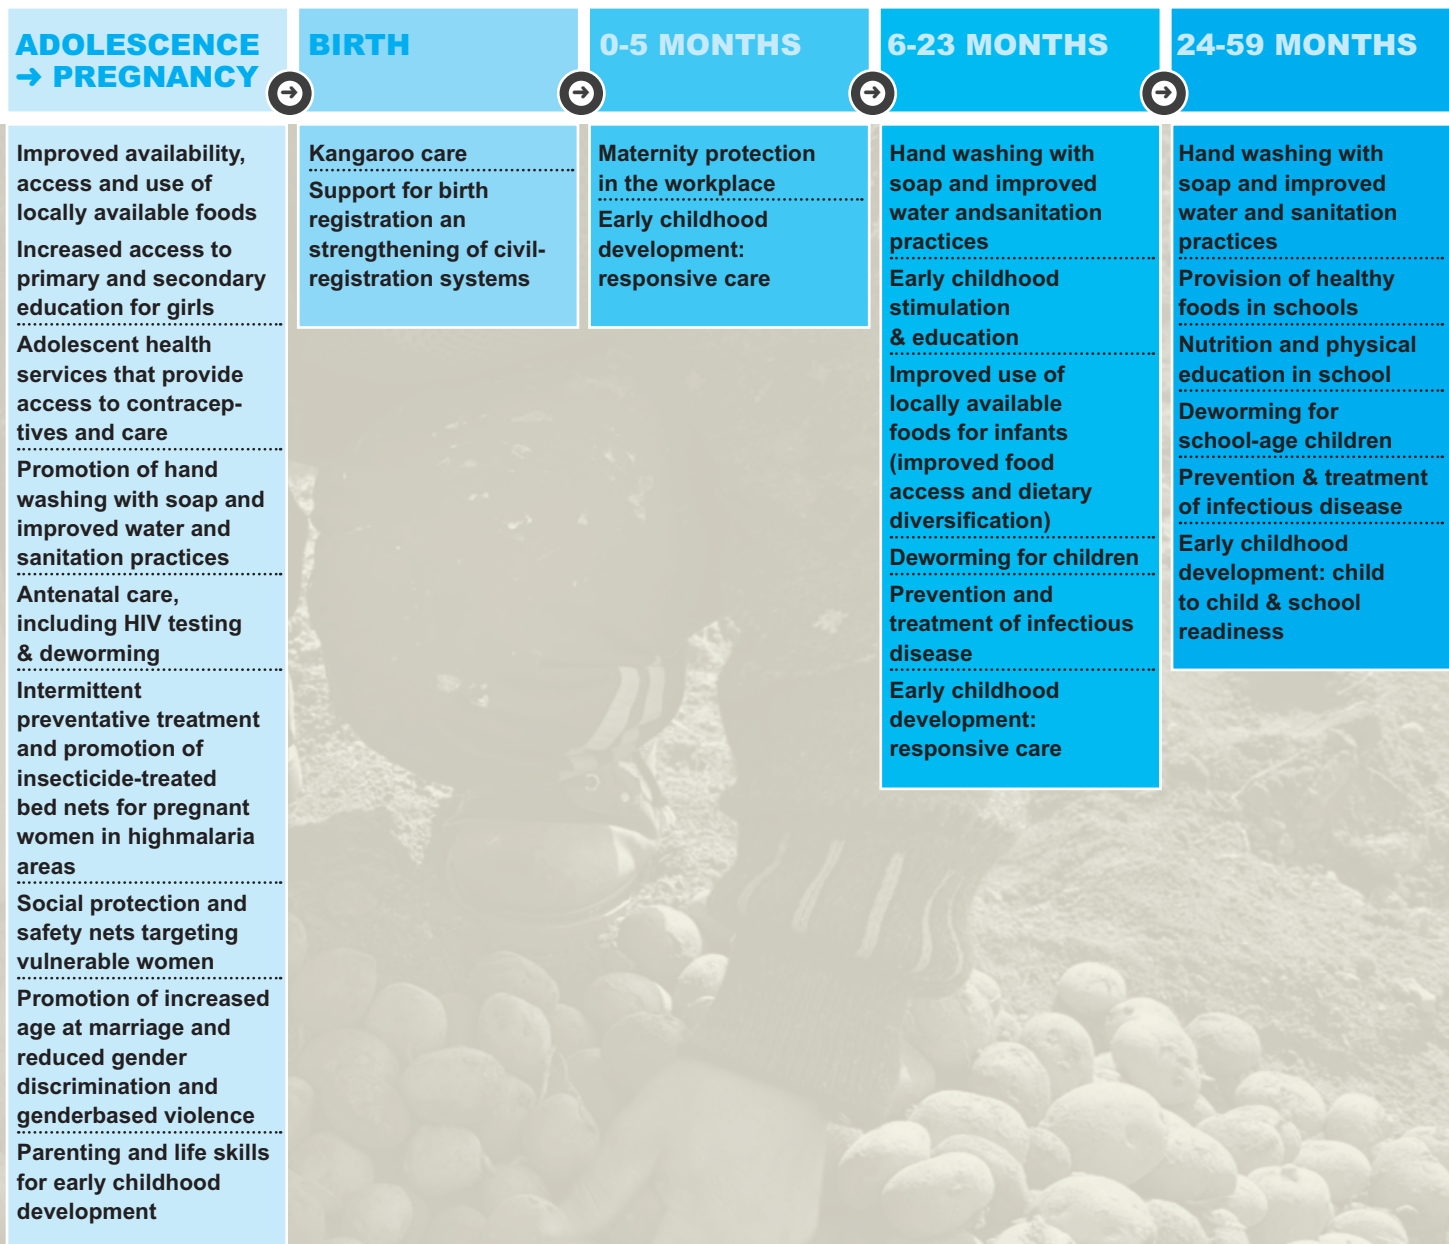 ADOLESCENCE
→ PREGNANCY
BIRTH
0-5 MONTHS
6-23 MONTHS
24-59 MONTHS
Improved availability,
access and use of
locally available foods
Increased access to
primary and secondary
education for girls
Adolescent health
services that provide
access to contracep-
tives and care
Promotion of hand
washing with soap and
improved water and
sanitation practices
Antenatal care,
including HIV testing
& deworming
Intermittent
preventative treatment
and promotion of
insecticide-treated
bed nets for pregnant
women in highmalaria
areas
Social protection and
safety nets targeting
vulnerable women
Promotion of increased
age at marriage and
reduced gender
discrimination and
genderbased violence
Parenting and life skills
for early childhood
development
Kangaroo care
Support for birth
registration an
strengthening of civil-
registration systems
Maternity protection
in the workplace
Early childhood
development:
responsive care
Hand washing with
soap and improved
water andsanitation
practices
Early childhood
stimulation
& education
Improved use of
locally available
foods for infants
(improved food
access and dietary
diversification)
Deworming for children
Prevention and
treatment of infectious
disease
Early childhood
development:
responsive care
Hand washing with
soap and improved
water and sanitation
practices
Provision of healthy
foods in schools
Nutrition and physical
education in school
Deworming for
school-age children
Prevention & treatment
of infectious disease
Early childhood
development: child
to child & school
readiness